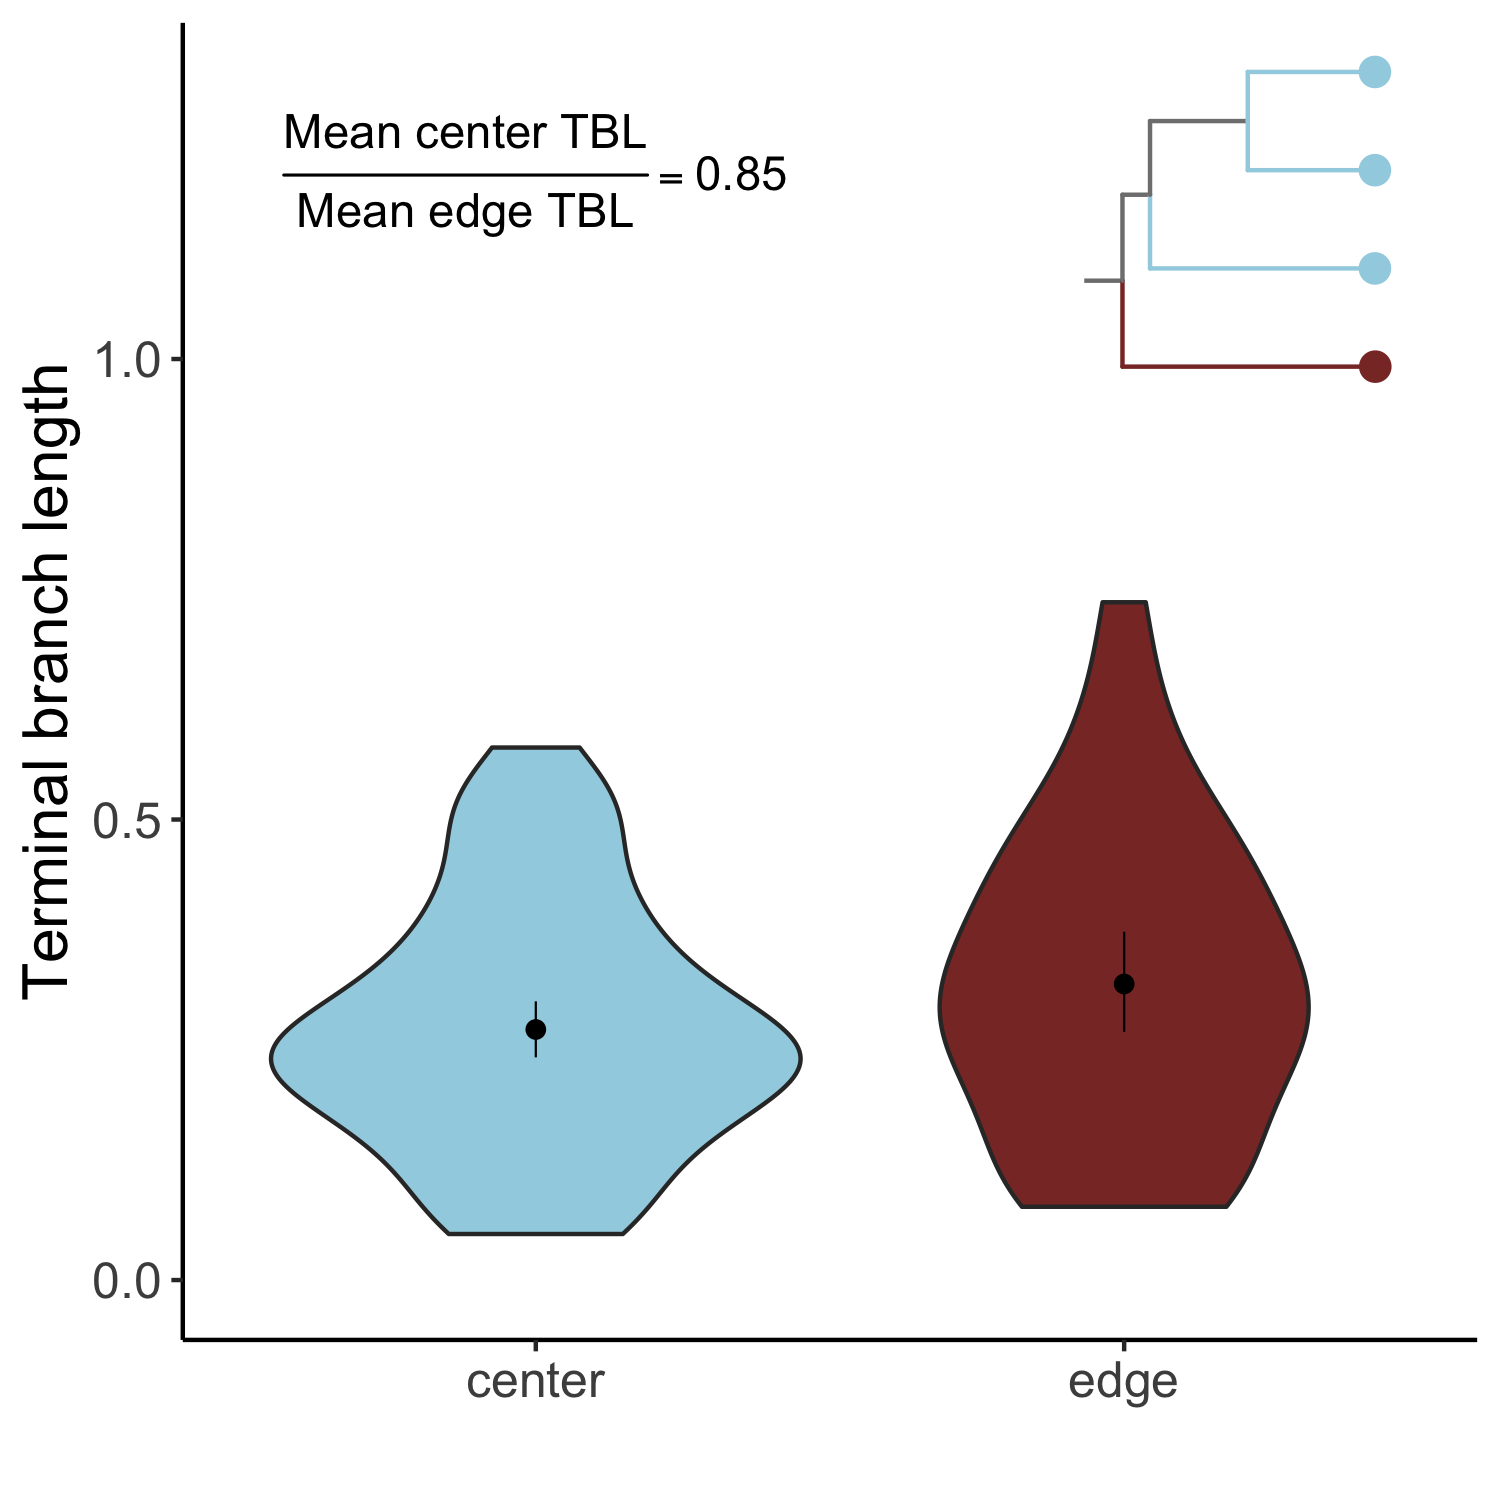 Mean center TBL
Mean edge TBL
= 0.85
Terminal branch length
1.0
0.5
0.0
center
edge